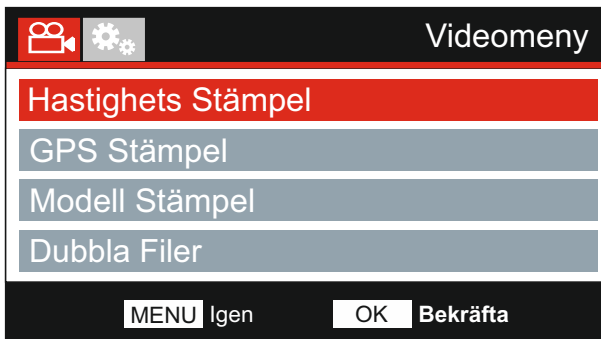 Videomeny
Hastighets Stämpel
GPS Stämpel
Modell Stämpel
Dubbla Filer
MENU Igen OK Bekräfta